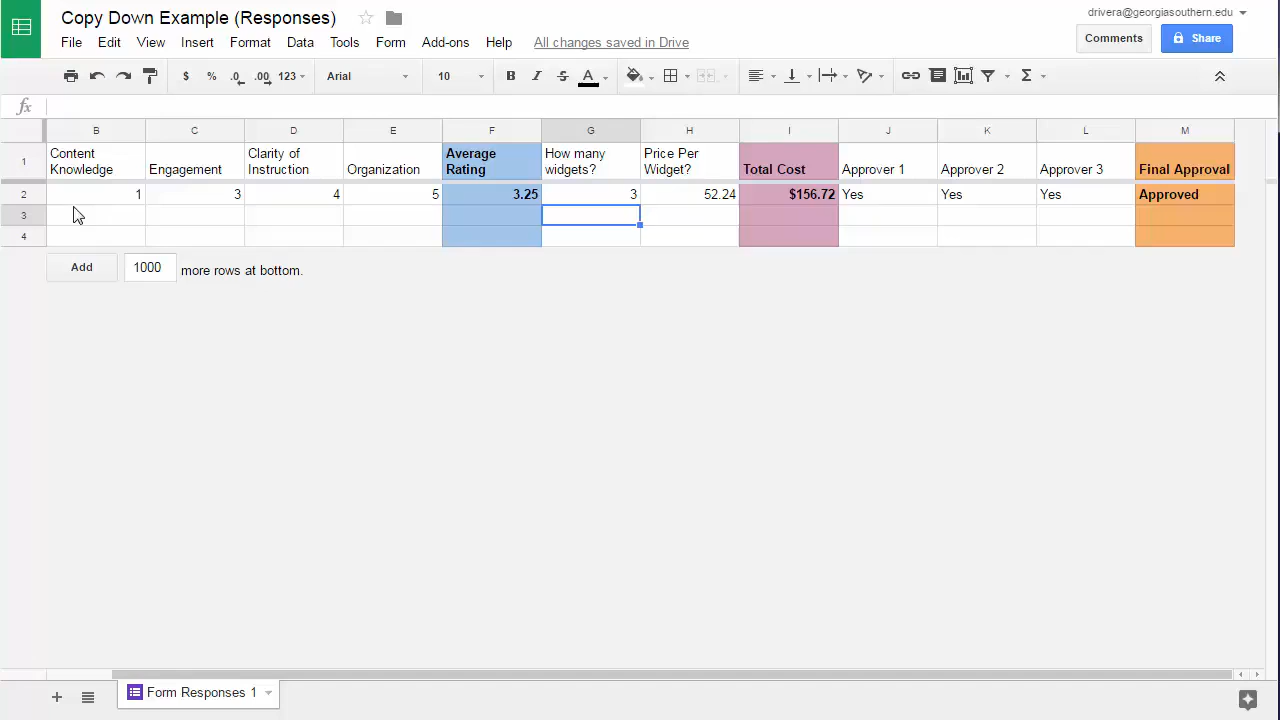 Copy Down Example (Responses)
drivera@georgiasouthern.edu
File Edit View Insert Format Data Tools Form Add-ons Help All changes saved in Drive
Comments Share
$ % .0 .00 123 Arial 10 B I S A Σ
fx
B C D E F G H I J K L M
1 Content Knowledge Engagement Clarity of Instruction Organization Average Rating How many widgets? Price Per Widget? Total Cost Approver 1 Approver 2 Approver 3 Final Approval
2 1 3 4 5 3.25 3 52.24 $156.72 Yes Yes Yes Approved
3
4
Add 1000 more rows at bottom.
+ Form Responses 1